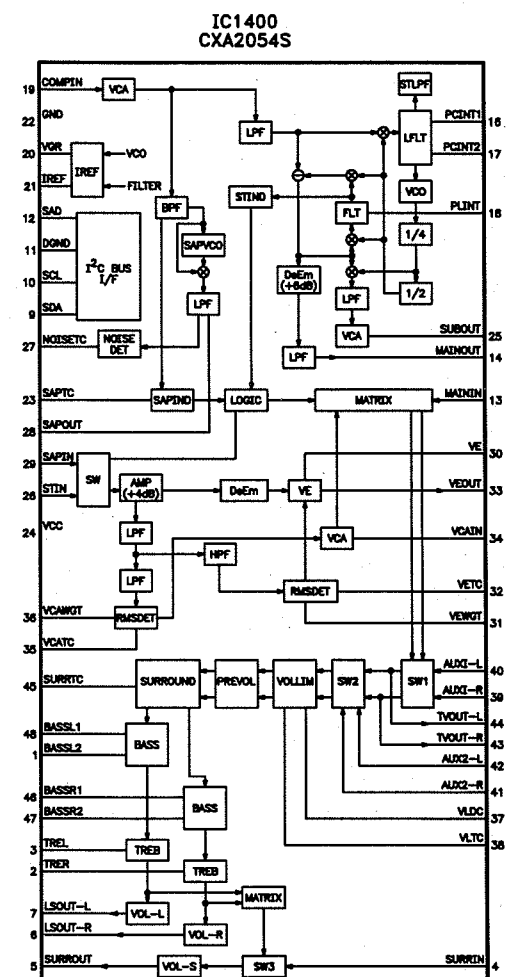 IC1400
CXA2054S
19 COMPIN
VCA
STLPF
22 GND
LPF
LFLT
PCINT1 16
20 VGR
IREF
VCO
PCINT2 17
21 IREF
FILTER
STIND
VCO
12 SAD
BPF
FLT
PLINT 18
11 DGND
I²C BUS
I/F
SAPVCO
1/4
10 SCL
DeEm
(+6dB)
LPF
1/2
9 SDA
LPF
VCA
SUBOUT 25
27 NOISETC
NOISE
DET
LPF
MAINOUT 14
23 SAPTC
SAPIND
LOGIC
MATRIX
MAININ 13
28 SAPOUT
29 SAPIN
SW
VE 30
26 STIN
AMP
(+4dB)
DeEm
VE
VEOUT 33
24 VCC
LPF
VCA
VCAIN 34
HPF
LPF
RMSDET
VETC 32
36 VCAWGT
RMSDET
VEWGT 31
35 VCATC
AUX1-L 40
45 SURRTC
SURROUND
PREVOL
VOLLIM
SW2
SW1
AUX1-R 39
TVOUT-L 44
48 BASSL1
BASS
TVOUT-R 43
1 BASSL2
AUX2-L 42
AUX2-R 41
46 BASSR1
BASS
47 BASSR2
VLDC 37
3 TREL
TREB
VLTC 38
2 TRER
TREB
MATRIX
7 LSOUT-L
VOL-L
6 LSOUT-R
VOL-R
5 SURROUT
VOL-S
SW3
SURRIN 4